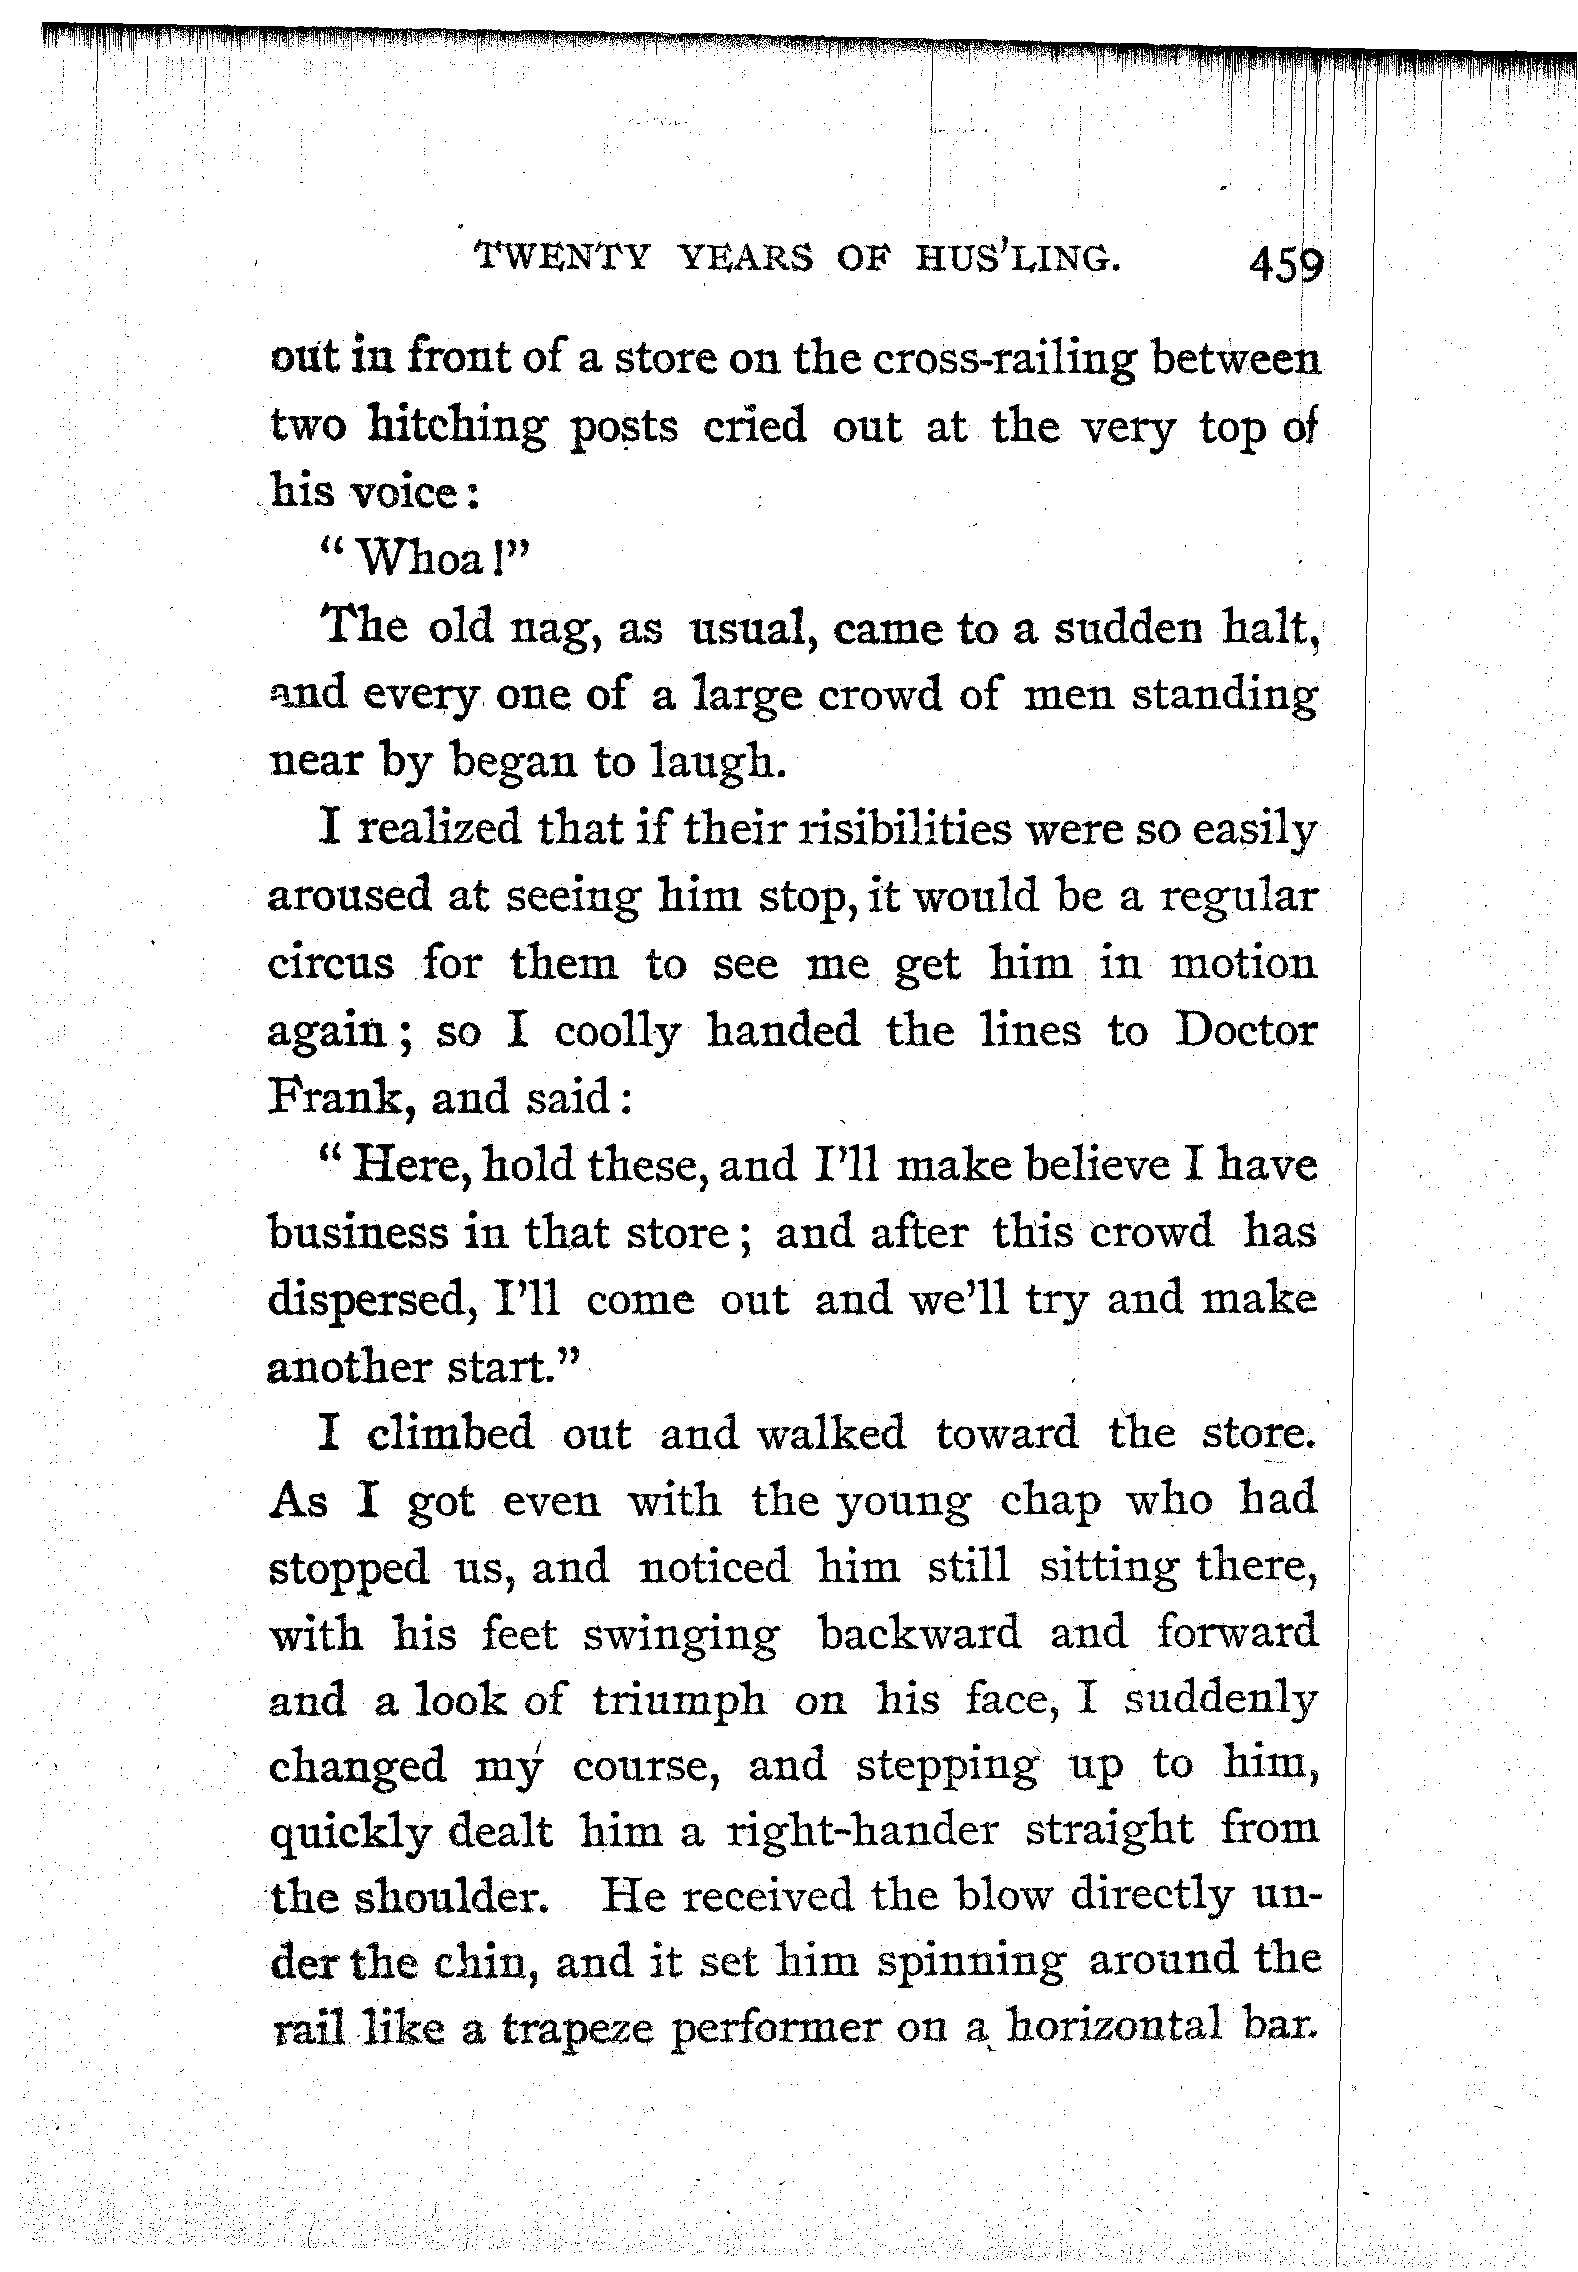 TWENTY YEARS OF HUS'LING. 459
out in front of a store on the cross-railing between
two hitching posts cried out at the very top of
his voice:
"Whoa!"
The old nag, as usual, came to a sudden halt,
and every one of a large crowd of men standing
near by began to laugh.
I realized that if their risibilities were so easily
aroused at seeing him stop, it would be a regular
circus for them to see me get him in motion
again; so I coolly handed the lines to Doctor
Frank, and said:
"Here, hold these, and I'll make believe I have
business in that store; and after this crowd has
dispersed, I'll come out and we'll try and make
another start."
I climbed out and walked toward the store.
As I got even with the young chap who had
stopped us, and noticed him still sitting there,
with his feet swinging backward and forward
and a look of triumph on his face, I suddenly
changed my course, and stepping up to him,
quickly dealt him a right-hander straight from
the shoulder. He received the blow directly un-
der the chin, and it set him spinning around the
rail like a trapeze performer on a horizontal bar.